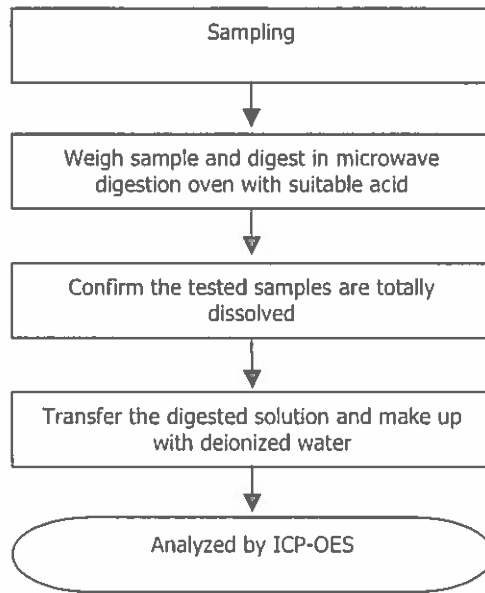 Sampling
Weigh sample and digest in microwave
digestion oven with suitable acid
Confirm the tested samples are totally
dissolved
Transfer the digested solution and make up
with deionized water
Analyzed by ICP-OES